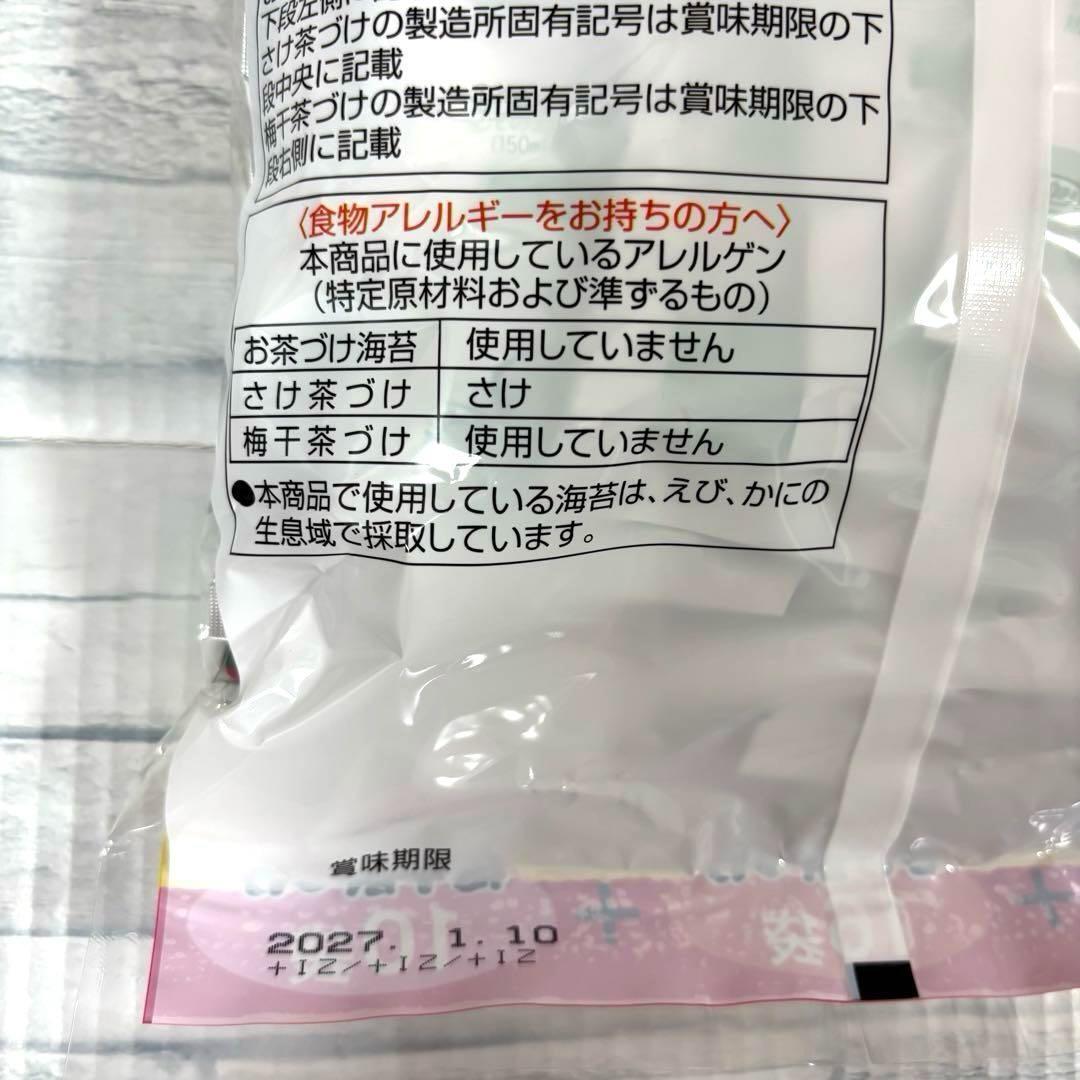 下段左側に
さけ茶づけの製造所固有記号は賞味期限の下
段中央に記載
梅干茶づけの製造所固有記号は賞味期限の下
段右側に記載
〈食物アレルギーをお持ちの方へ〉
本商品に使用しているアレルゲン
(特定原材料および準ずるもの)
お茶づけ海苔 使用していません
さけ茶づけ さけ
梅干茶づけ 使用していません
●本商品で使用している海苔は、えび、かにの
生息域で採取しています。
賞味期限
2027. 1. 10
+IZ/+IZ/+IZ